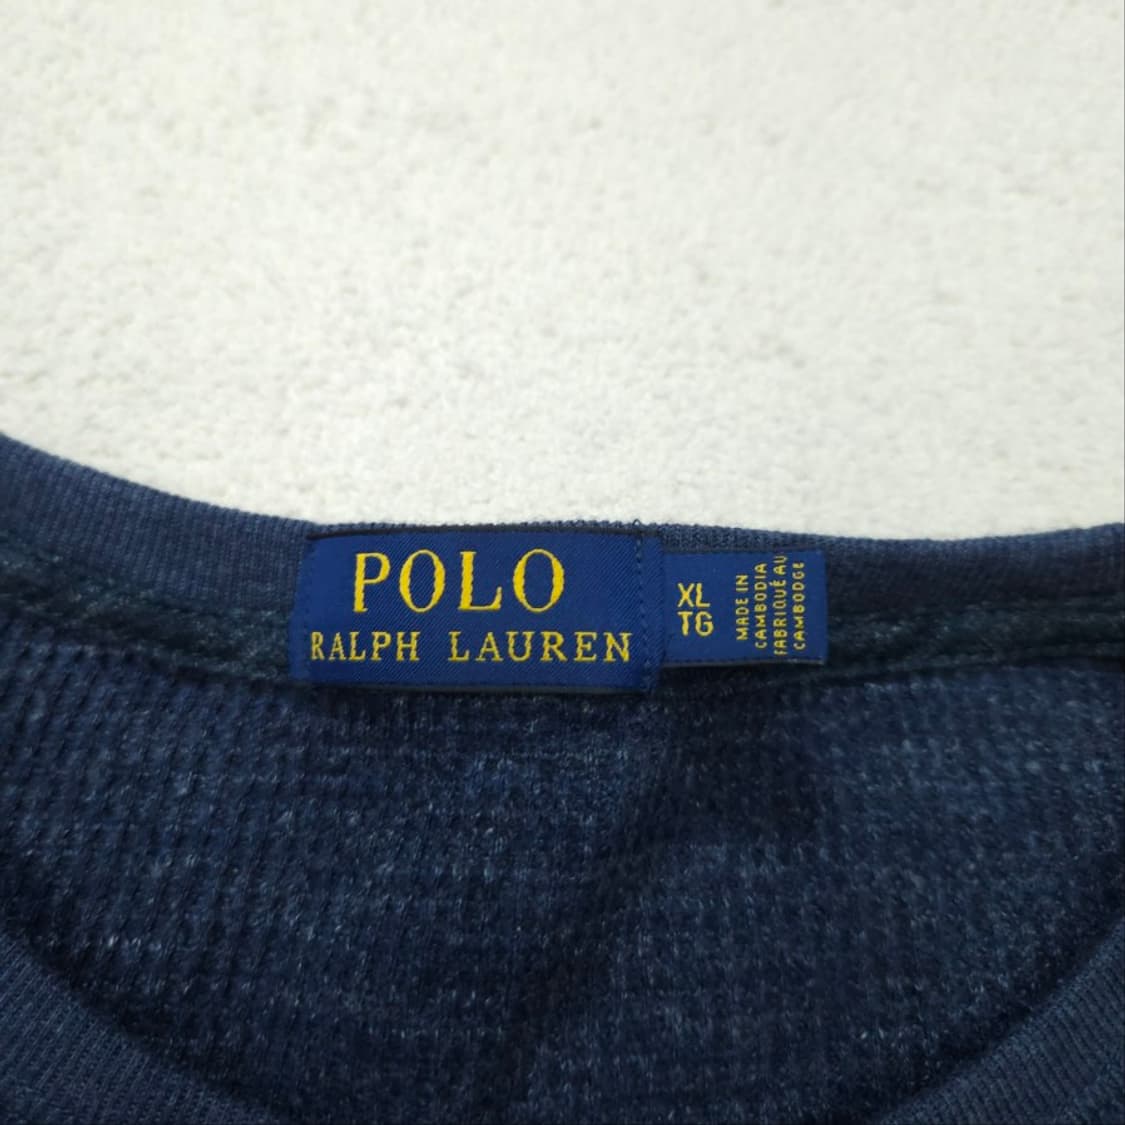 POLO
RALPH LAUREN
XL
TG
MADE IN
CAMBODIA
FABRIQUÉ AU
CAMBODGE